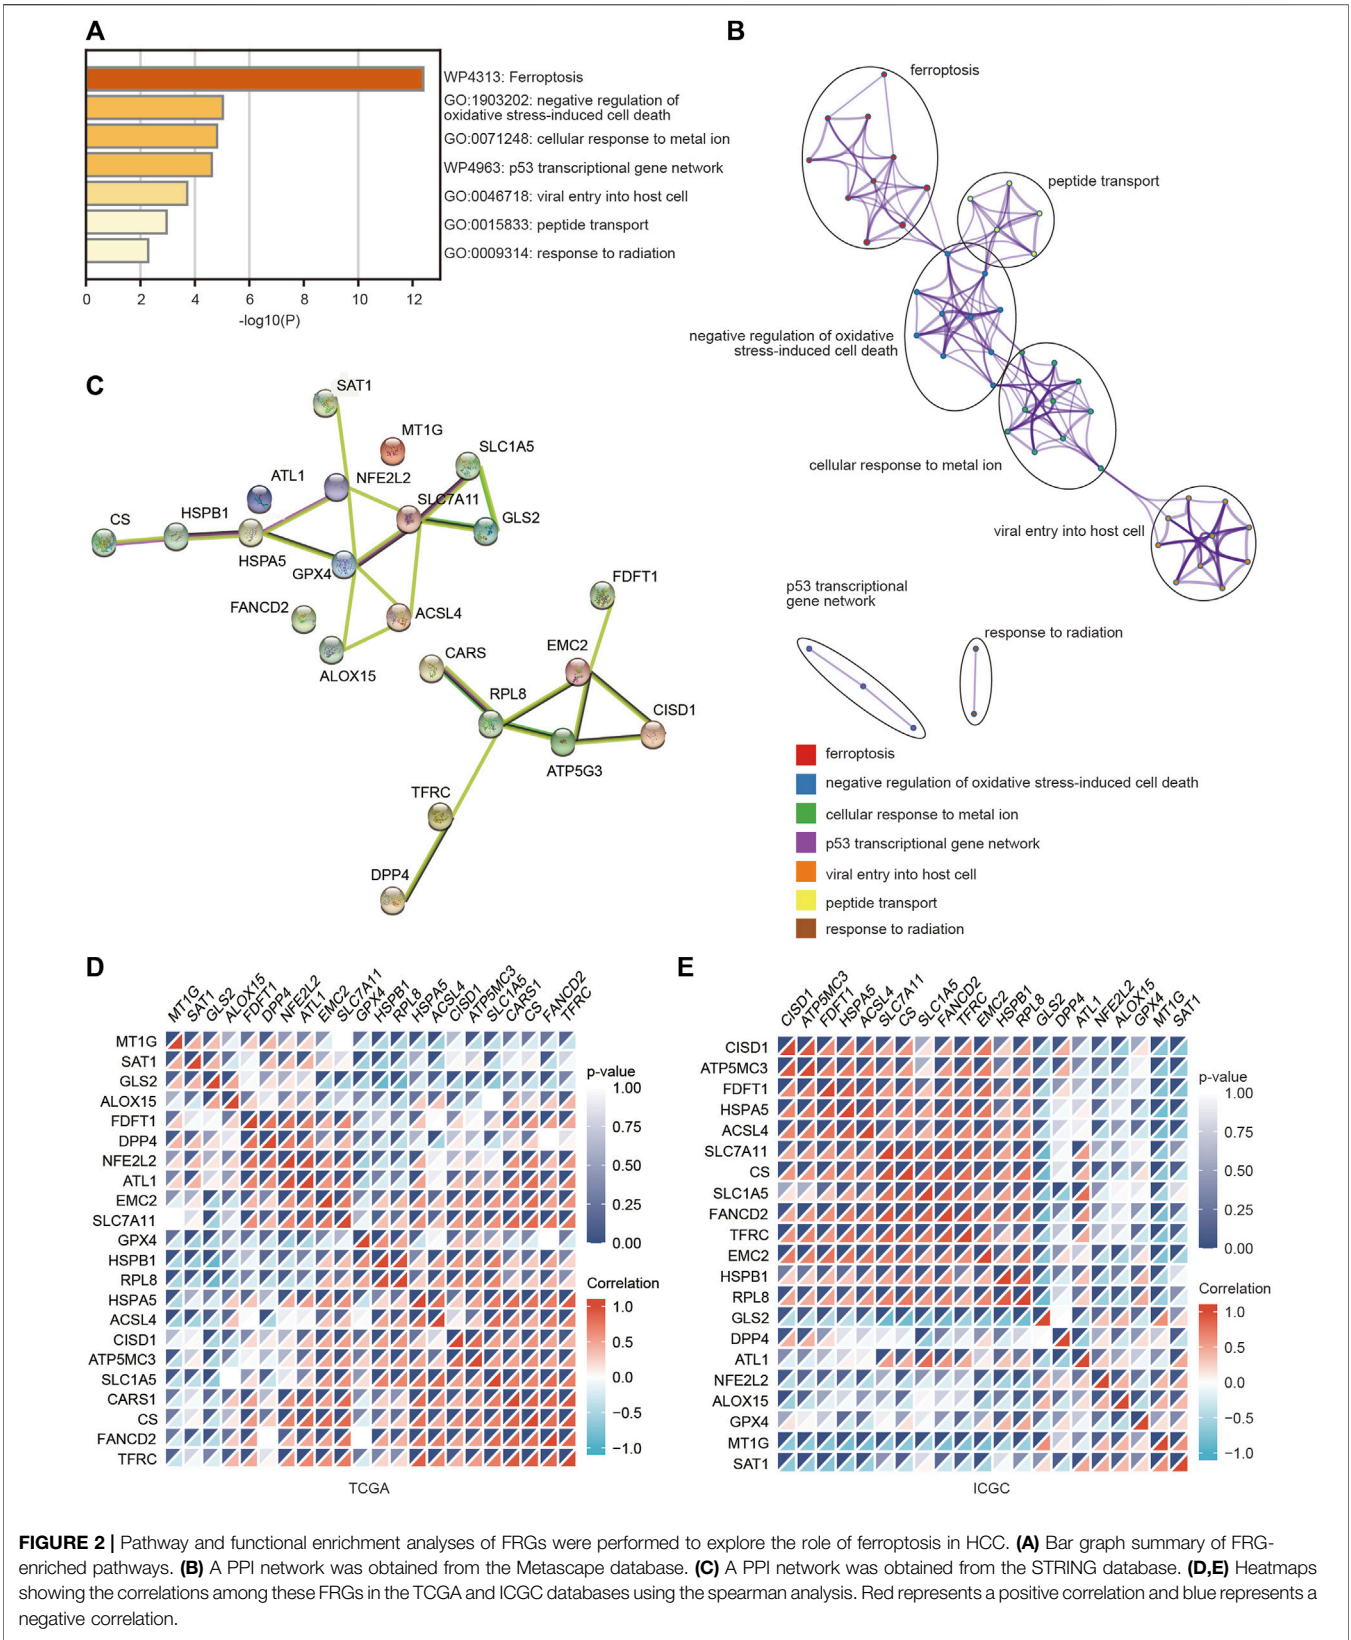 A
WP4313: Ferroptosis
GO:1903202: negative regulation of
oxidative stress-induced cell death
GO:0071248: cellular response to metal ion
WP4963: p53 transcriptional gene network
GO:0046718: viral entry into host cell
GO:0015833: peptide transport
GO:0009314: response to radiation
0 2 4 6 8 10 12
-log10(P)
B
ferroptosis
peptide transport
negative regulation of oxidative
stress-induced cell death
cellular response to metal ion
viral entry into host cell
p53 transcriptional
gene network
response to radiation
ferroptosis
negative regulation of oxidative stress-induced cell death
cellular response to metal ion
p53 transcriptional gene network
viral entry into host cell
peptide transport
response to radiation
C
SAT1
MT1G
SLC1A5
ATL1
NFE2L2
SLC7A11
CS
HSPB1
GLS2
HSPA5
GPX4
FDFT1
FANCD2
ACSL4
ALOX15
CARS
EMC2
RPL8
CISD1
ATP5G3
TFRC
DPP4
D
MT1G
SAT1
GLS2
ALOX15
FDFT1
DPP4
NFE2L2
ATL1
EMC2
SLC7A11
GPX4
HSPB1
RPL8
HSPA5
ACSL4
CISD1
ATP5MC3
SLC1A5
CARS1
CS
FANCD2
TFRC
MT1G
SAT1
GLS2
ALOX15
FDFT1
DPP4
NFE2L2
ATL1
EMC2
SLC7A11
GPX4
HSPB1
RPL8
HSPA5
ACSL4
CISD1
ATP5MC3
SLC1A5
CARS1
CS
FANCD2
TFRC
p-value
1.00
0.75
0.50
0.25
0.00
Correlation
1.0
0.5
0.0
−0.5
−1.0
TCGA
E
CISD1
ATP5MC3
FDFT1
HSPA5
ACSL4
SLC7A11
CS
SLC1A5
FANCD2
TFRC
EMC2
HSPB1
RPL8
GLS2
DPP4
ATL1
NFE2L2
ALOX15
GPX4
MT1G
SAT1
CISD1
ATP5MC3
FDFT1
HSPA5
ACSL4
SLC7A11
CS
SLC1A5
FANCD2
TFRC
EMC2
HSPB1
RPL8
GLS2
DPP4
ATL1
NFE2L2
ALOX15
GPX4
MT1G
SAT1
p-value
1.00
0.75
0.50
0.25
0.00
Correlation
1.0
0.5
0.0
−0.5
−1.0
ICGC
FIGURE 2 | Pathway and functional enrichment analyses of FRGs were performed to explore the role of ferroptosis in HCC. (A) Bar graph summary of FRG-
enriched pathways. (B) A PPI network was obtained from the Metascape database. (C) A PPI network was obtained from the STRING database. (D,E) Heatmaps
showing the correlations among these FRGs in the TCGA and ICGC databases using the spearman analysis. Red represents a positive correlation and blue represents a
negative correlation.